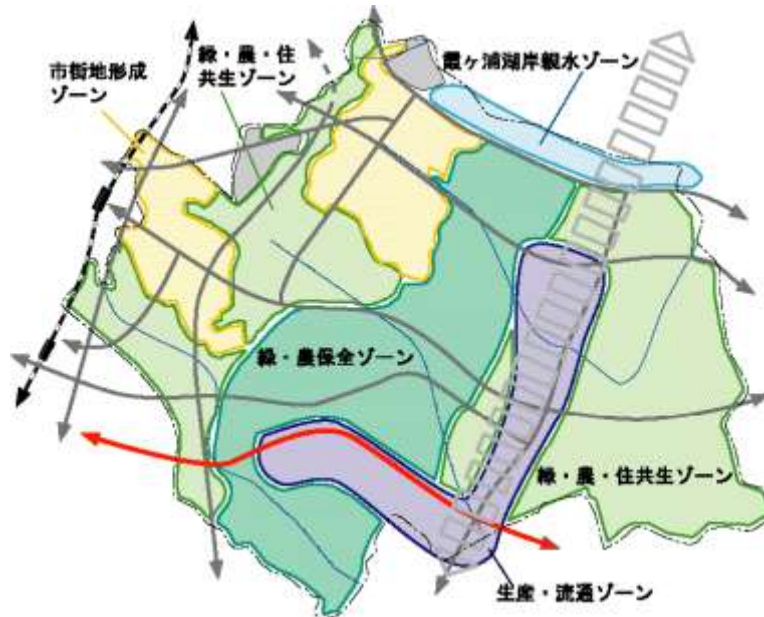 緑・農・住
共生ゾーン
霞ヶ浦湖岸親水ゾーン
市街地形成
ゾーン
緑・農保全ゾーン
緑・農・住共生ゾーン
生産・流通ゾーン